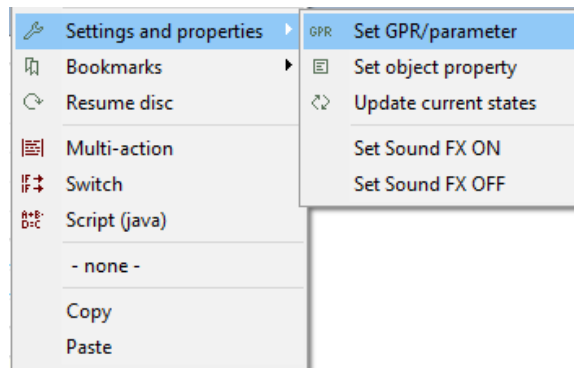 Settings and properties
Bookmarks
Resume disc
Multi-action
Switch
Script (java)
- none -
Copy
Paste
GPR Set GPR/parameter
Set object property
Update current states
Set Sound FX ON
Set Sound FX OFF